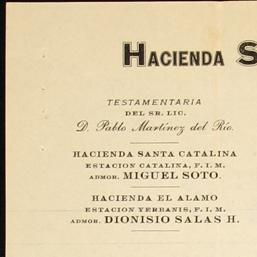 HACIENDA S
TESTAMENTARIA
DEL SR. LIC.
D. Pablo Martínez del Río.
HACIENDA SANTA CATALINA
ESTACION CATALINA, F. I. M.
ADMOR. MIGUEL SOTO.
HACIENDA EL ALAMO
ESTACION YERBANIS, F. I. M.
ADMOR. DIONISIO SALAS H.